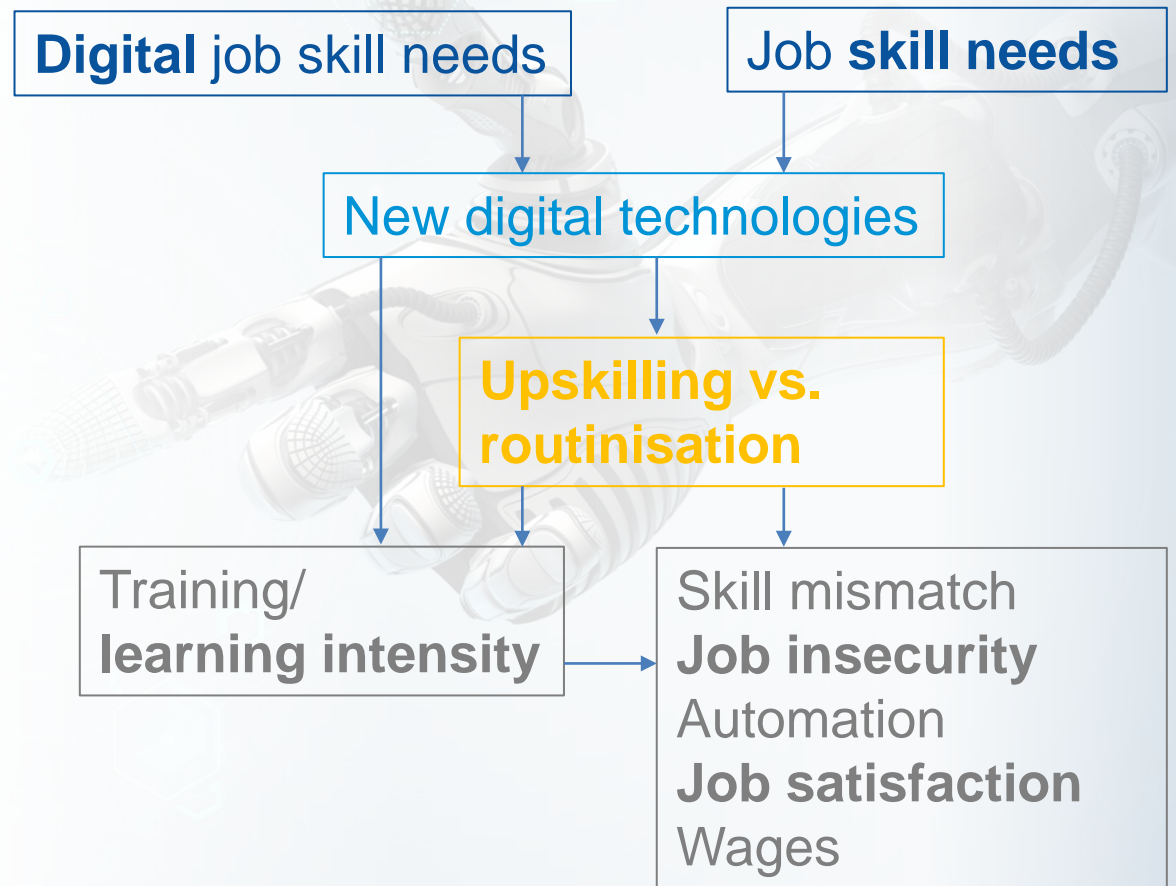 Digital job skill needs
Job skill needs
New digital technologies
Upskilling vs.
routinisation
Training/
learning intensity
Skill mismatch
Job insecurity
Automation
Job satisfaction
Wages